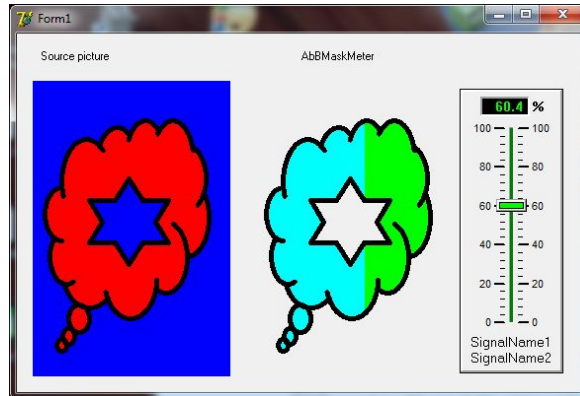 Form1
Source picture
AbBMaskMeter
60.4 %
100 100
80 80
60 60
40 40
20 20
0 0
SignalName1
SignalName2